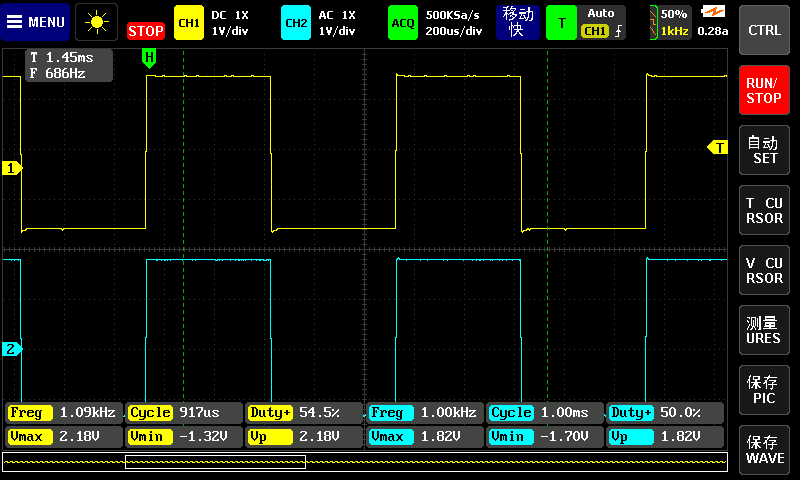 MENU
STOP
CH1
DC 1X
1V/div
CH2
AC 1X
1V/div
ACQ
500KSa/s
200us/div
移动
快
T
Auto
CH1
50%
1kHz
0.28a
CTRL
T 1.45ms
F 686Hz
H
RUN/
STOP
自动
SET
T
1
T CU
RSOR
V CU
RSOR
2
测量
URES
保存
PIC
Freg 1.09kHz Cycle 917us Duty+ 54.5% Freg 1.00kHz Cycle 1.00ms Duty+ 50.0%
Vmax 2.18V Vmin -1.32V Vp 2.18V Vmax 1.82V Vmin -1.70V Vp 1.82V
保存
WAVE